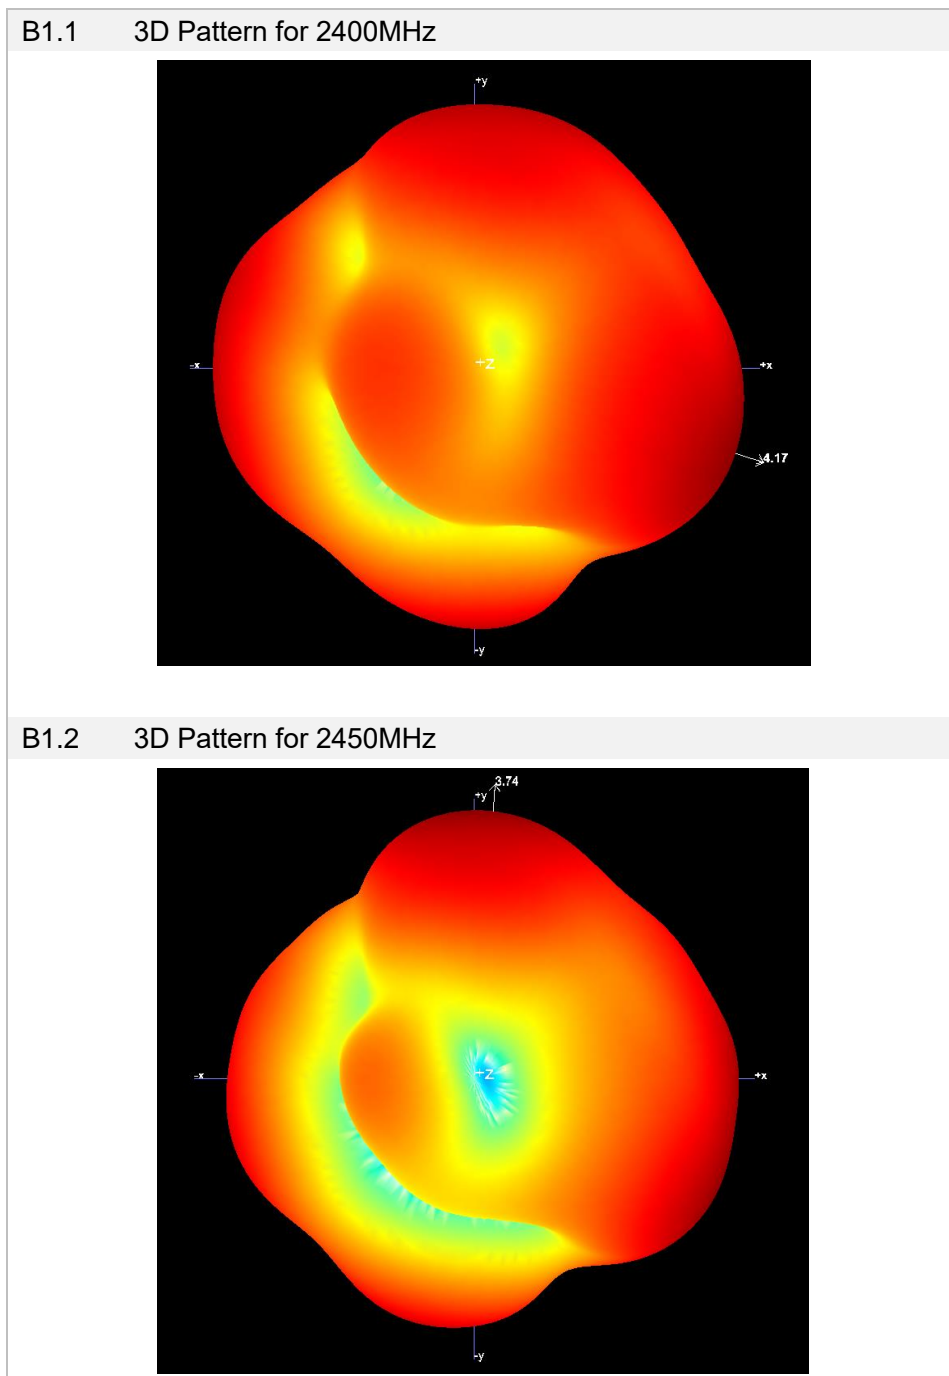 B1.1 3D Pattern for 2400MHz
+y
+z
-x
+x
4.17
-y
B1.2 3D Pattern for 2450MHz
3.74
+y
+z
-x
+x
-y